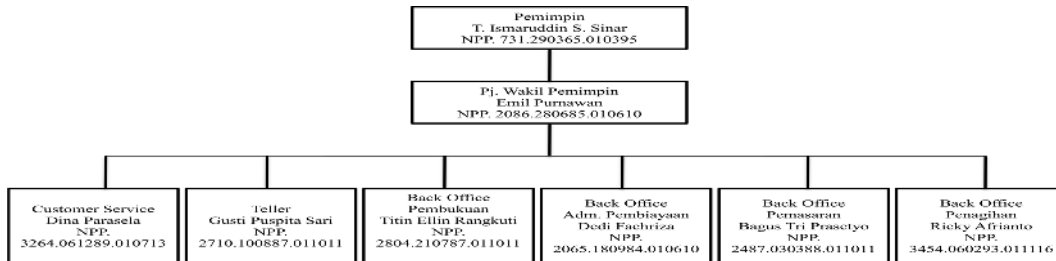 Pemimpin
T. Ismaruddin S. Sinar
NPP. 731.290365.010395
Pj. Wakil Pemimpin
Emil Purnawan
NPP. 2086.280685.010610
Customer Service
Dina Parasela
NPP.
3264.061289.010713
Teller
Gusti Puspita Sari
NPP.
2710.100887.011011
Back Office
Pembukuan
Titin Ellin Rangkuti
NPP.
2804.210787.011011
Back Office
Adm. Pembiayaan
Dedi Fachriza
NPP.
2065.180984.010610
Back Office
Pemasaran
Bagus Tri Prasetyo
NPP.
2487.030388.011011
Back Office
Penagihan
Ricky Afrianto
NPP.
3454.060293.011116